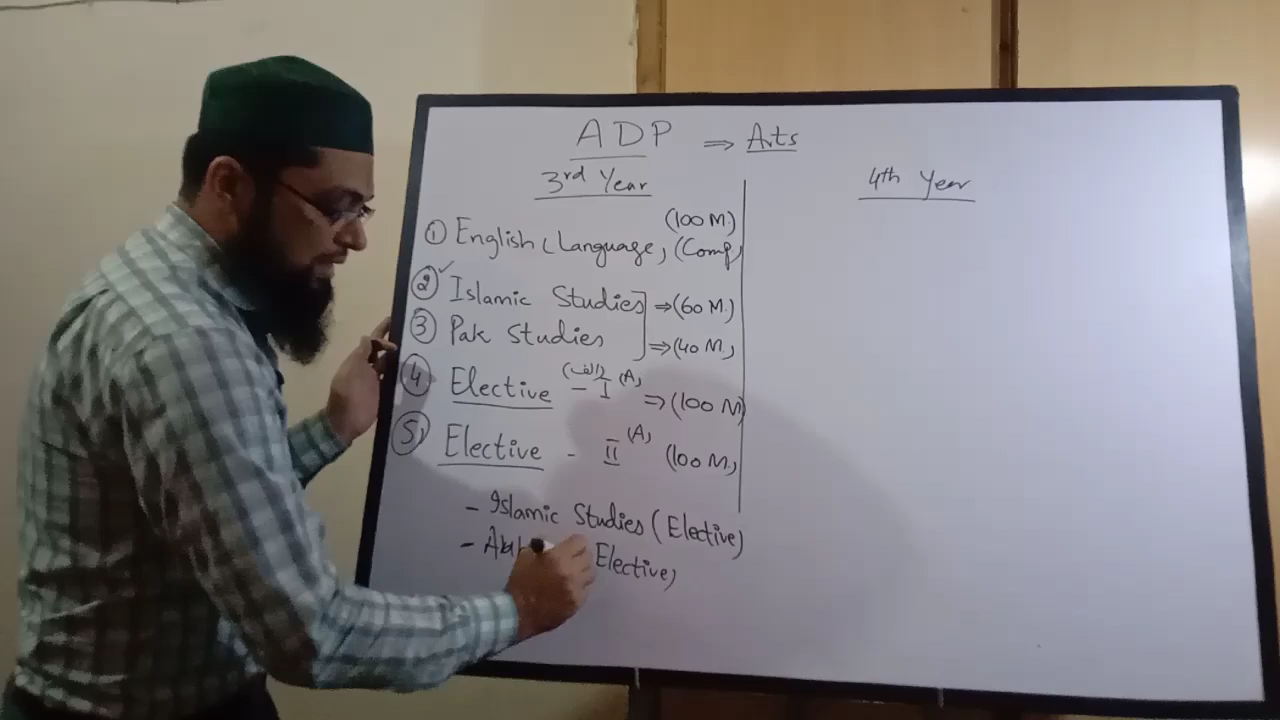 ADP ⇒ Arts
3rd Year
4th Year
(100 M)
① English (Language, (Comp)
② ✓ Islamic Studies ⇒ (60 M)
③ Pak Studies ⇒ (40 M)
④ Elective (الف) - I (A) ⇒ (100 M)
⑤ Elective - II (A) (100 M)
- Islamic Studies (Elective)
- Elective)